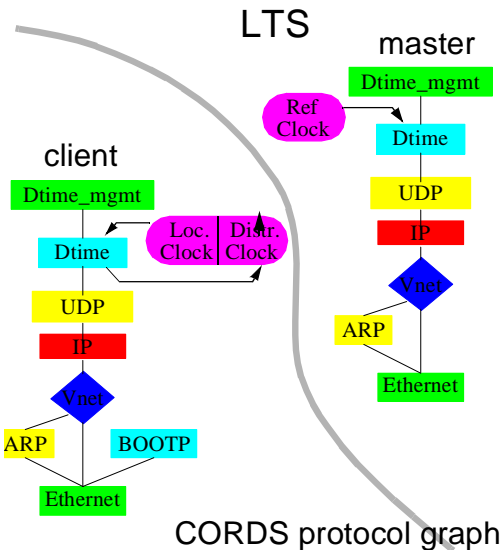 LTS
master
Dtime_mgmt
Ref
Clock
Dtime
UDP
IP
Vnet
ARP
Ethernet
client
Dtime_mgmt
Loc. Distr.
Clock Clock
Dtime
UDP
IP
Vnet
ARP BOOTP
Ethernet
CORDS protocol graph